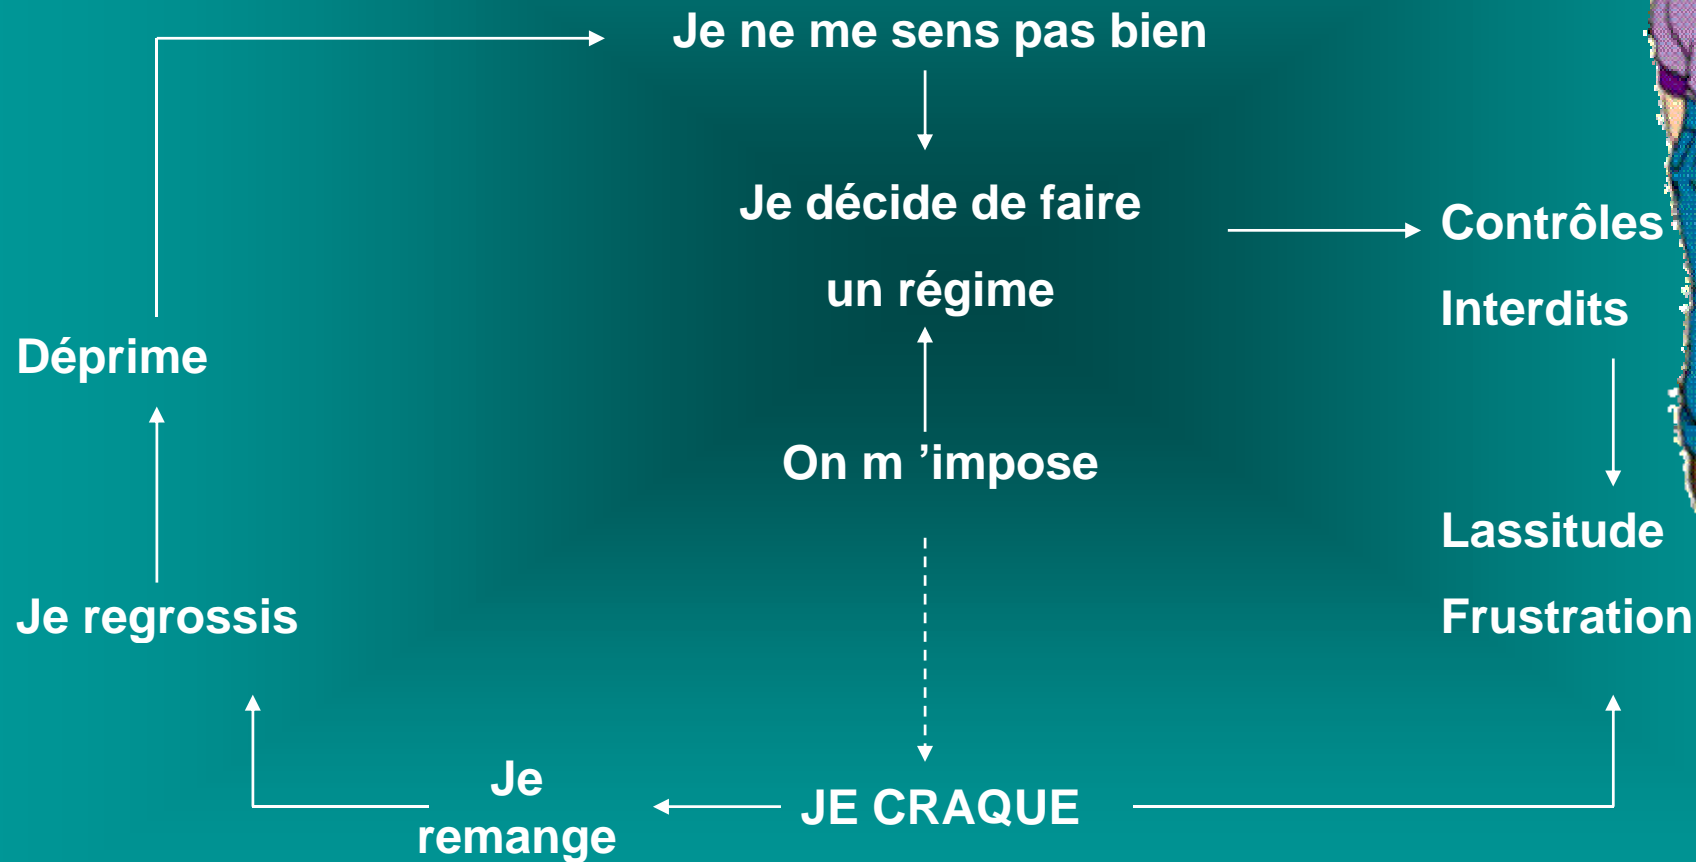 Je ne me sens pas bien
Je décide de faire
un régime
Contrôles
Interdits
Déprime
On m ’impose
Lassitude
Frustration
Je regrossis
Je
remange
JE CRAQUE